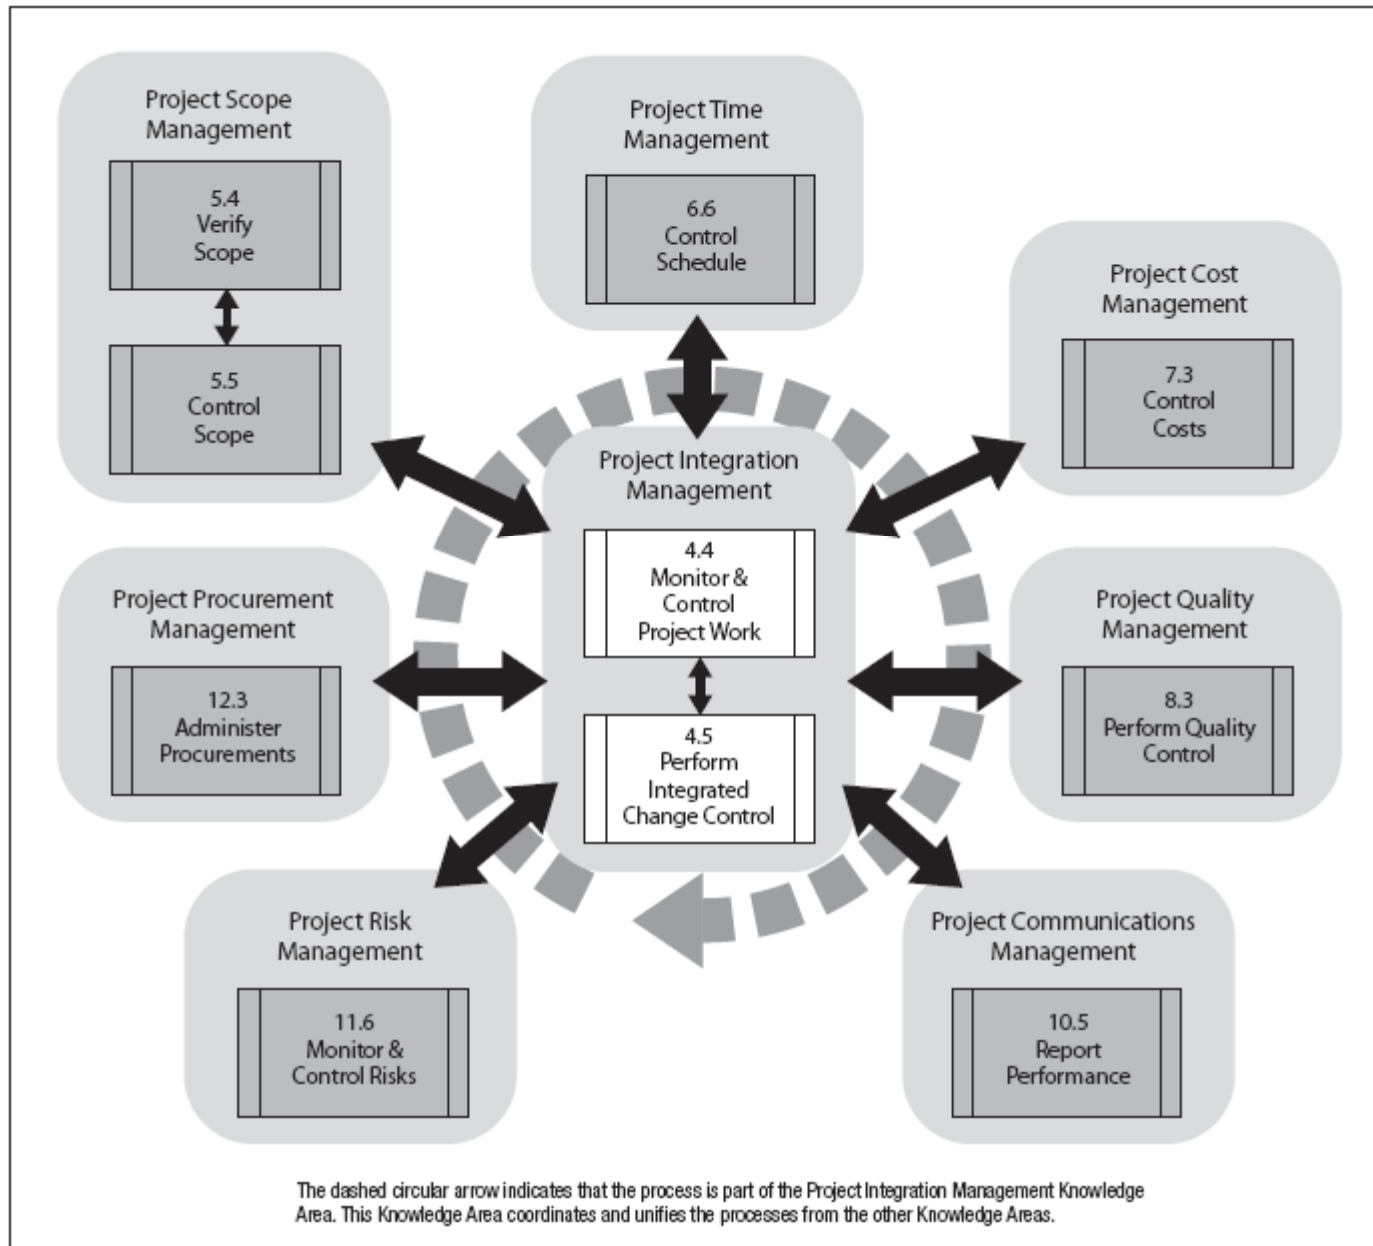 Project Scope
Management
5.4
Verify
Scope
5.5
Control
Scope
Project Time
Management
6.6
Control
Schedule
Project Cost
Management
7.3
Control
Costs
Project Integration
Management
4.4
Monitor &
Control
Project Work
4.5
Perform
Integrated
Change Control
Project Procurement
Management
12.3
Administer
Procurements
Project Quality
Management
8.3
Perform Quality
Control
Project Risk
Management
11.6
Monitor &
Control Risks
Project Communications
Management
10.5
Report
Performance
The dashed circular arrow indicates that the process is part of the Project Integration Management Knowledge
Area. This Knowledge Area coordinates and unifies the processes from the other Knowledge Areas.